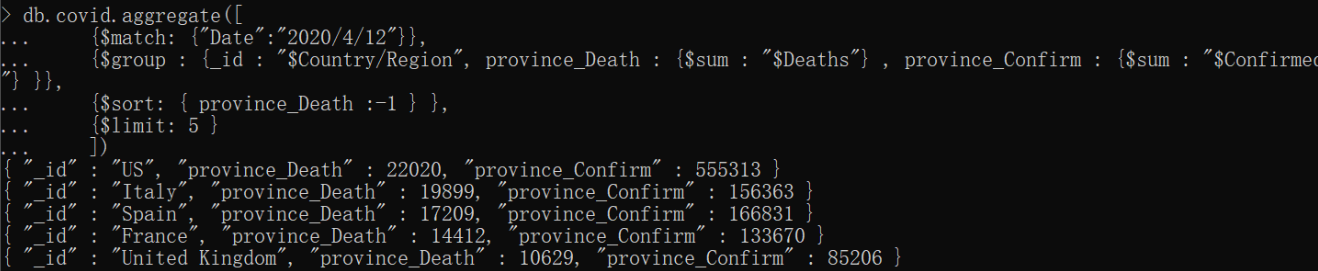 > db.covid.aggregate([
... {$match: {"Date":"2020/4/12"}},
... {$group : {_id : "$Country/Region", province_Death : {$sum : "$Deaths"} , province_Confirm : {$sum : "$Confirmed
"} }},
... {$sort: { province_Death :-1 } },
... {$limit: 5 }
... ])
{ "_id" : "US", "province_Death" : 22020, "province_Confirm" : 555313 }
{ "_id" : "Italy", "province_Death" : 19899, "province_Confirm" : 156363 }
{ "_id" : "Spain", "province_Death" : 17209, "province_Confirm" : 166831 }
{ "_id" : "France", "province_Death" : 14412, "province_Confirm" : 133670 }
{ "_id" : "United Kingdom", "province_Death" : 10629, "province_Confirm" : 85206 }